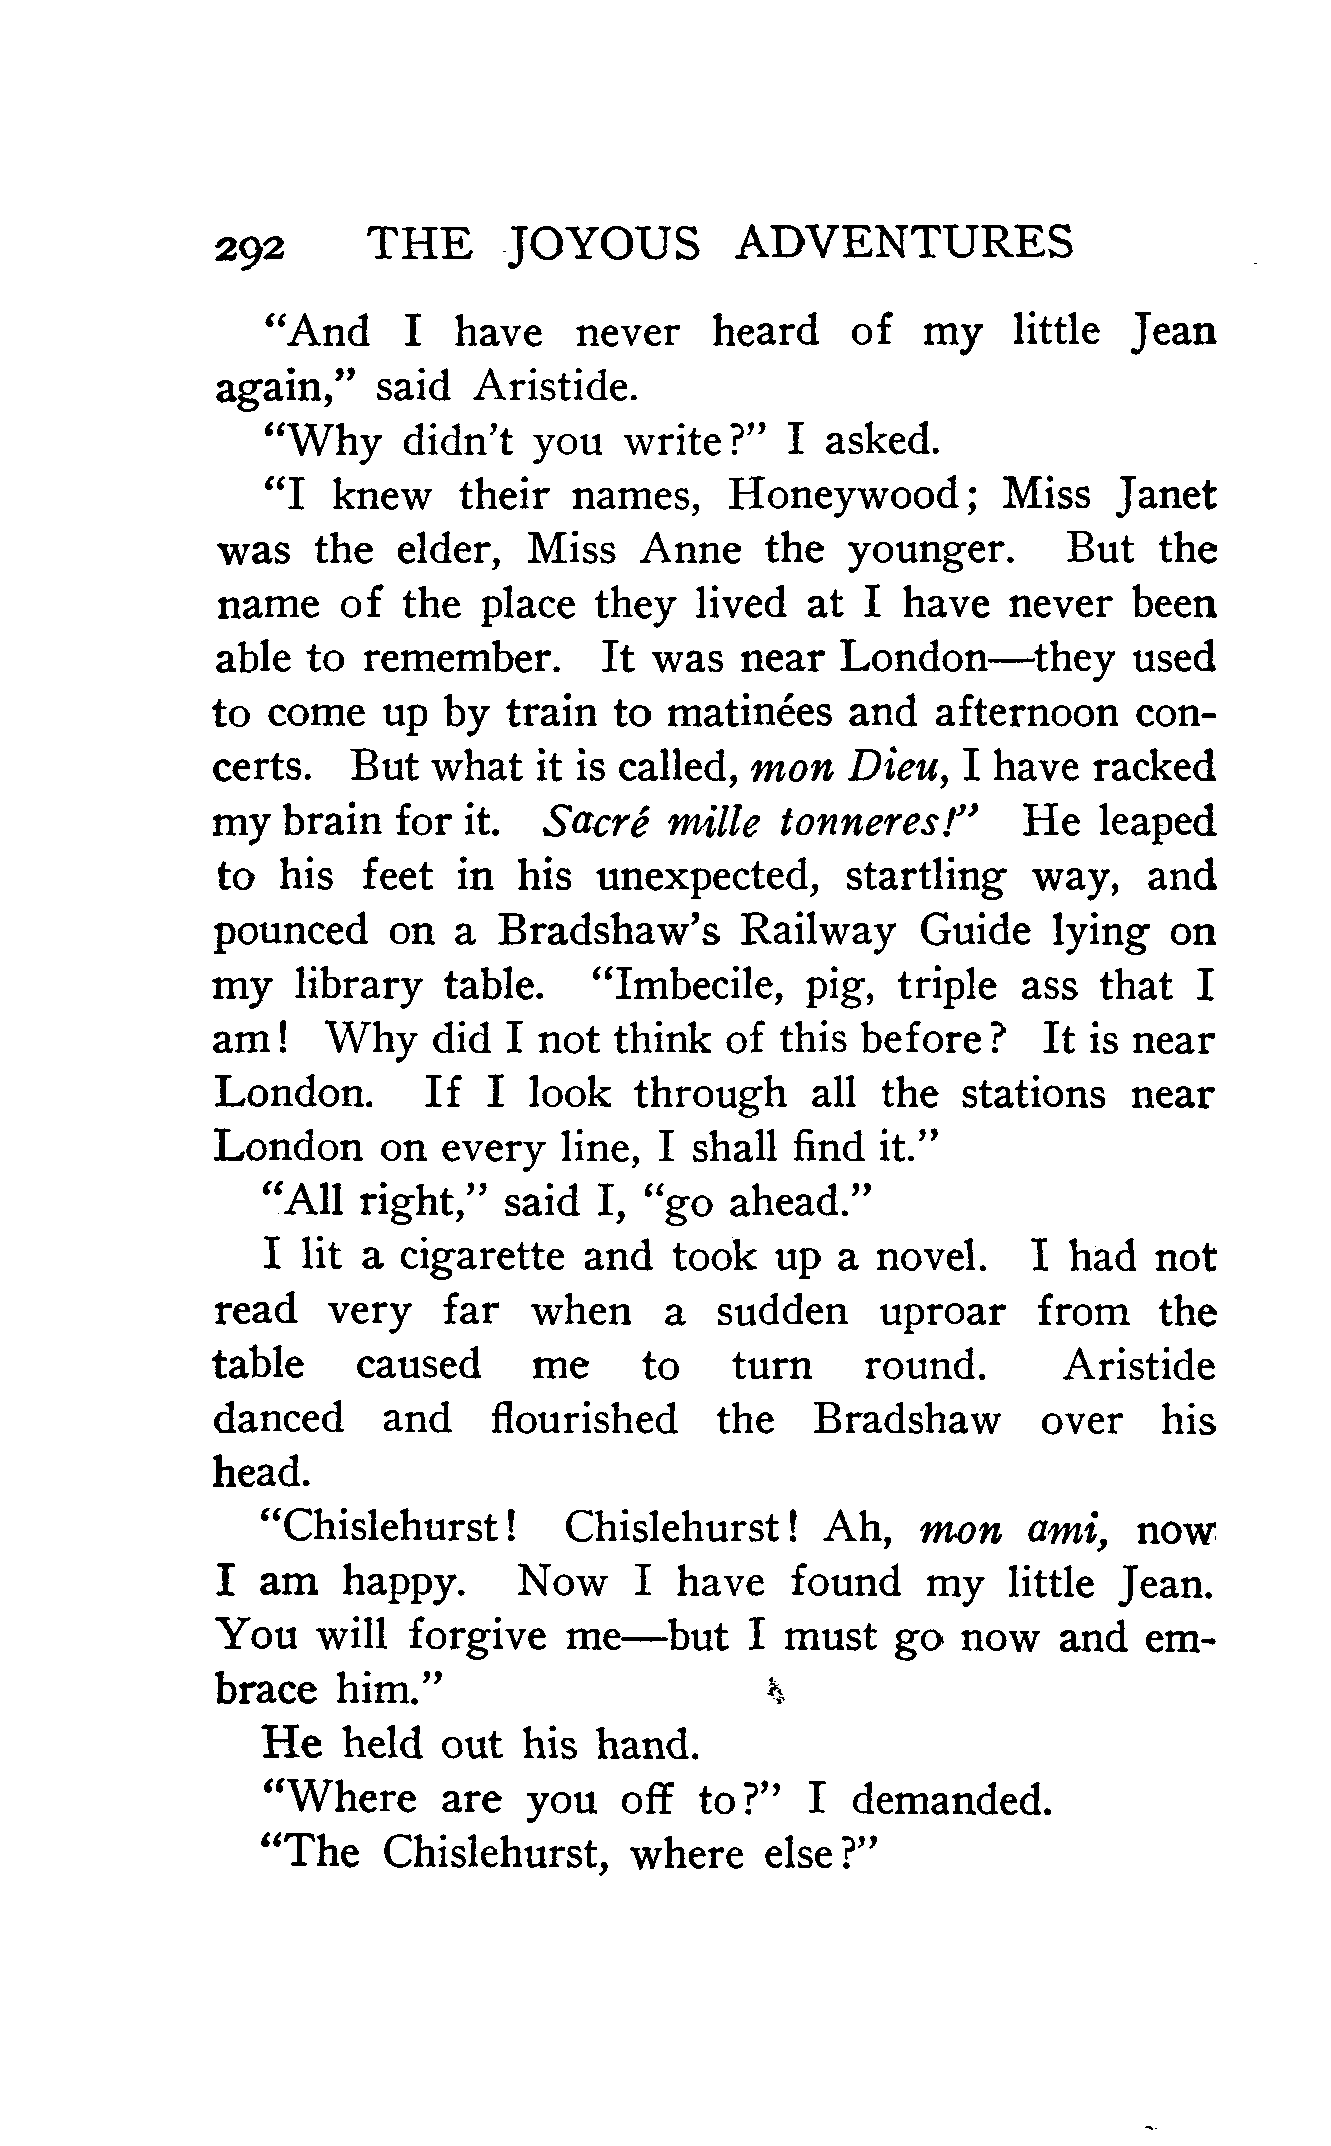 292 THE JOYOUS ADVENTURES
“And I have never heard of my little Jean
again,” said Aristide.
“Why didn’t you write?” I asked.
“I knew their names, Honeywood; Miss Janet
was the elder, Miss Anne the younger. But the
name of the place they lived at I have never been
able to remember. It was near London—they used
to come up by train to matinées and afternoon con-
certs. But what it is called, mon Dieu, I have racked
my brain for it. Sacré mille tonneres!” He leaped
to his feet in his unexpected, startling way, and
pounced on a Bradshaw’s Railway Guide lying on
my library table. “Imbecile, pig, triple ass that I
am! Why did I not think of this before? It is near
London. If I look through all the stations near
London on every line, I shall find it.”
“All right,” said I, “go ahead.”
I lit a cigarette and took up a novel. I had not
read very far when a sudden uproar from the
table caused me to turn round. Aristide
danced and flourished the Bradshaw over his
head.
“Chislehurst! Chislehurst! Ah, mon ami, now
I am happy. Now I have found my little Jean.
You will forgive me—but I must go now and em-
brace him.”
He held out his hand.
“Where are you off to?” I demanded.
“The Chislehurst, where else?”